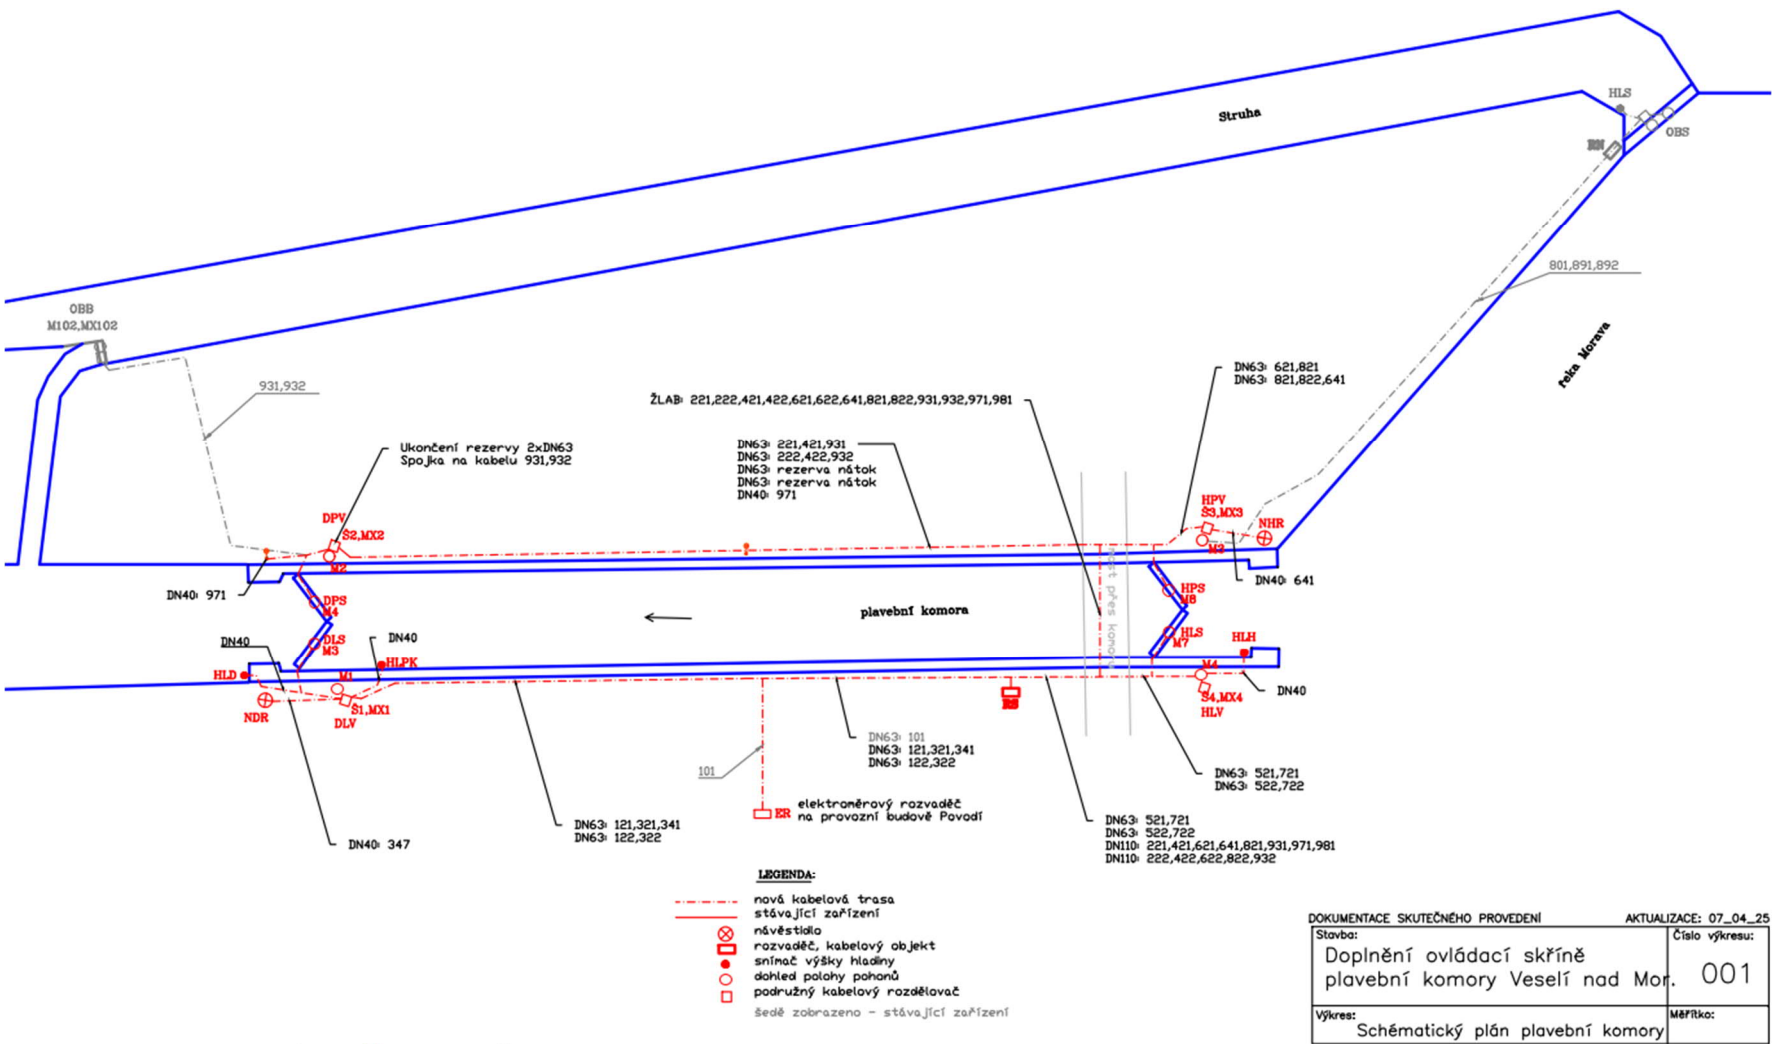 Struha
HLS
OBS
RN
801,891,892
řeka Morava
OBB
M102,MX102
931,932
DN63: 621,821
DN63: 821,822,641
ŽLAB: 221,222,421,422,621,622,641,821,822,931,932,971,981
Ukončení rezervy 2xDN63
Spojka na kabelu 931,932
DN63: 221,421,931
DN63: 222,422,932
DN63: rezerva nátok
DN63: rezerva nátok
DN40: 971
DPV
S2,MX2
M2
HPV
S3,MX3
NHR
M3
DN40: 971
DPS
M4
DLS
M3
DN40
DN40
HLPK
HLD
M1
S1,MX1
NDR
DLV
plavební komora
most přes komoru
HPS
M8
HLS
M7
HLH
DN40: 641
M4
S4,MX4
HLV
DN40
RS
DN63: 101
DN63: 121,321,341
DN63: 122,322
101
ER
elektroměrový rozvaděč
na provozní budově Povodí
DN63: 521,721
DN63: 522,722
DN63: 121,321,341
DN63: 122,322
DN40: 347
DN63: 521,721
DN63: 522,722
DN110: 221,421,621,641,821,931,971,981
DN110: 222,422,622,822,932
LEGENDA:
nová kabelová trasa
stávající zařízení
návěstidlo
rozvaděč, kabelový objekt
snímač výšky hladiny
dohled polohy pohonů
podružný kabelový rozdělovač
šedě zobrazeno - stávající zařízení
DOKUMENTACE SKUTEČNÉHO PROVEDENÍ
AKTUALIZACE: 07_04_25
Stavba:
Číslo výkresu:
Doplnění ovládací skříně
plavební komory Veselí nad Mor.
001
Výkres:
Měřítko:
Schématický plán plavební komory